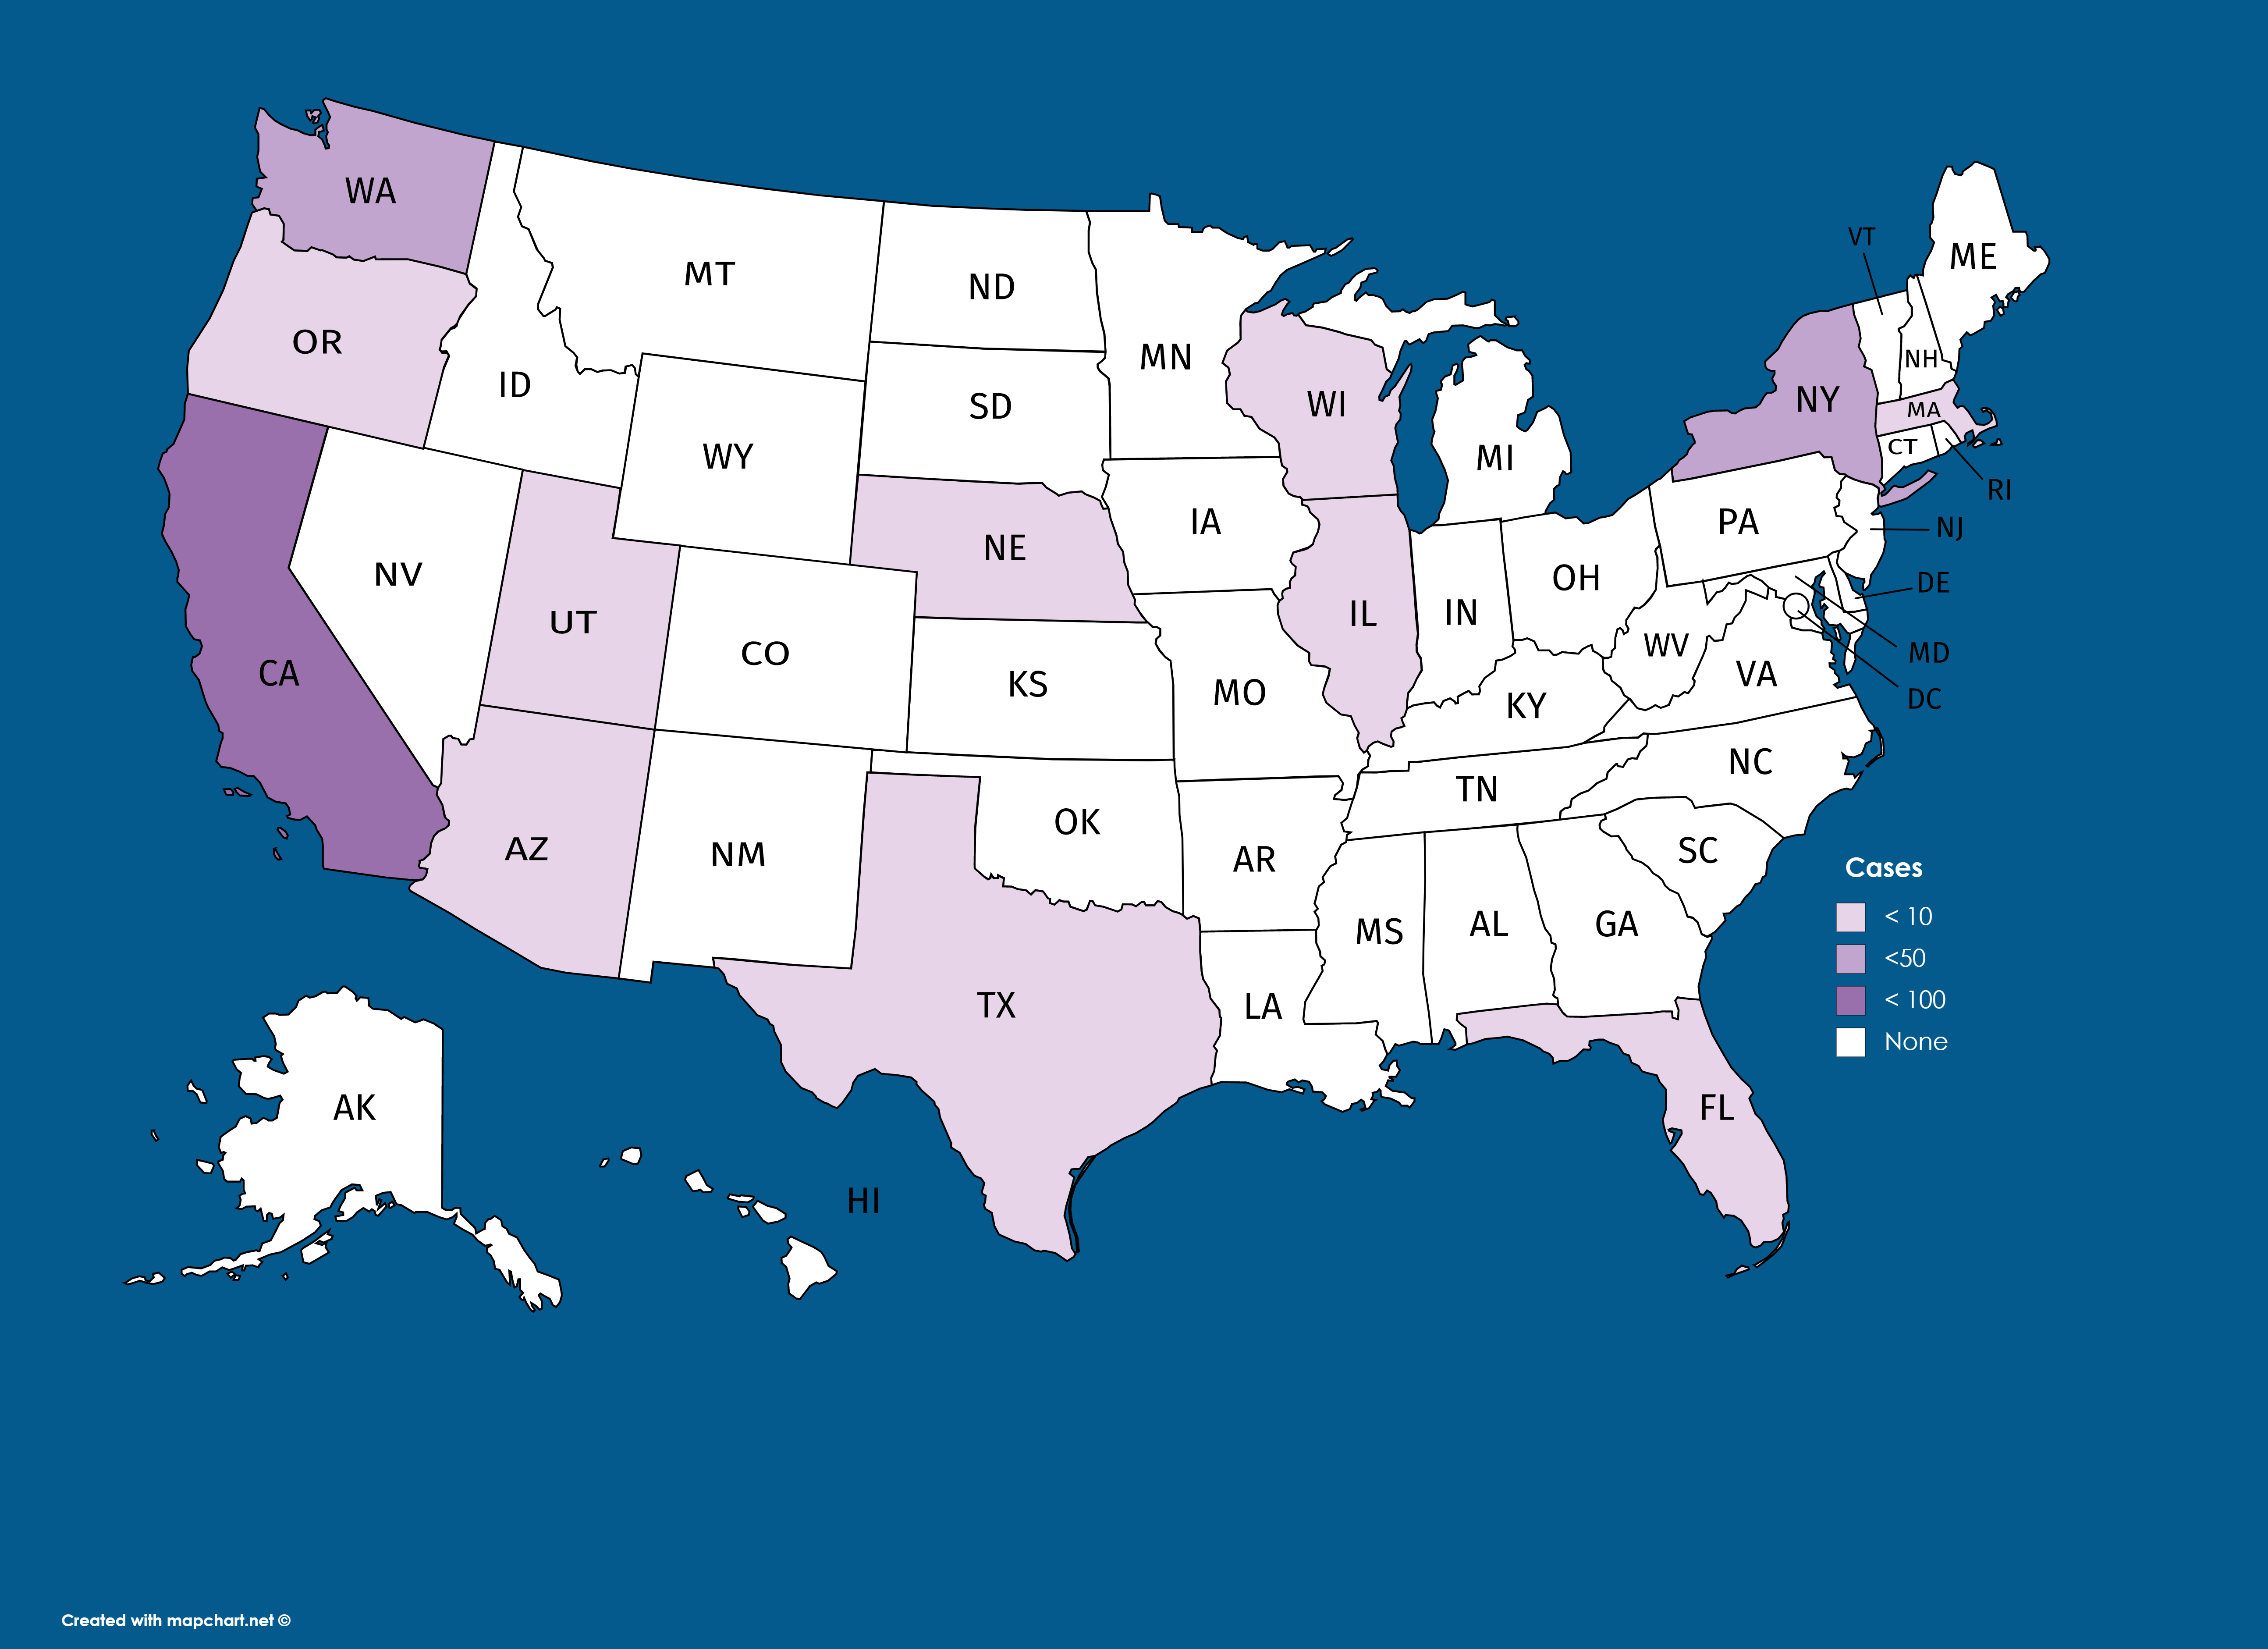 WA
MT
ND
MN
VT
ME
OR
ID
SD
WI
NH
NY
MA
WY
MI
CT
RI
IA
PA
NJ
NE
NV
UT
OH
DE
IL
IN
CO
WV
MD
CA
KS
VA
MO
KY
DC
NC
TN
OK
AZ
NM
AR
SC
Cases
< 10
MS
AL
GA
<50
TX
LA
< 100
None
AK
FL
HI
Created with mapchart.net ©